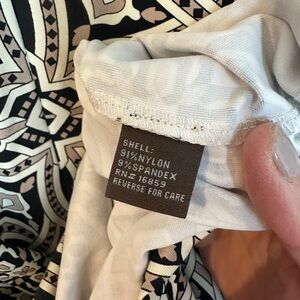 SHELL:
91%NYLON
9%SPANDEX
RN# 16859
REVERSE FOR CARE